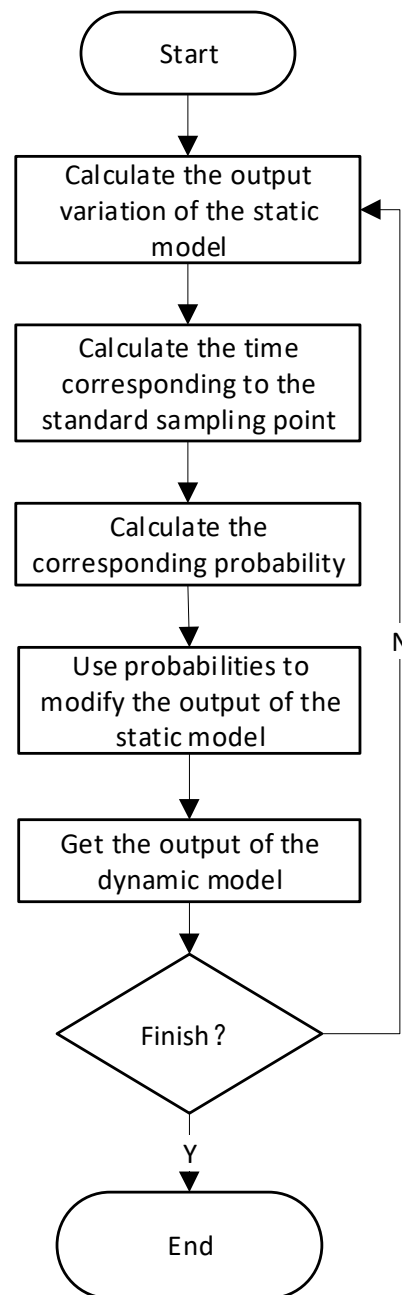 Start
Calculate the output
variation of the static
model
Calculate the time
corresponding to the
standard sampling point
Calculate the
corresponding probability
N
Use probabilities to
modify the output of the
static model
Get the output of the
dynamic model
Finish？
Y
End